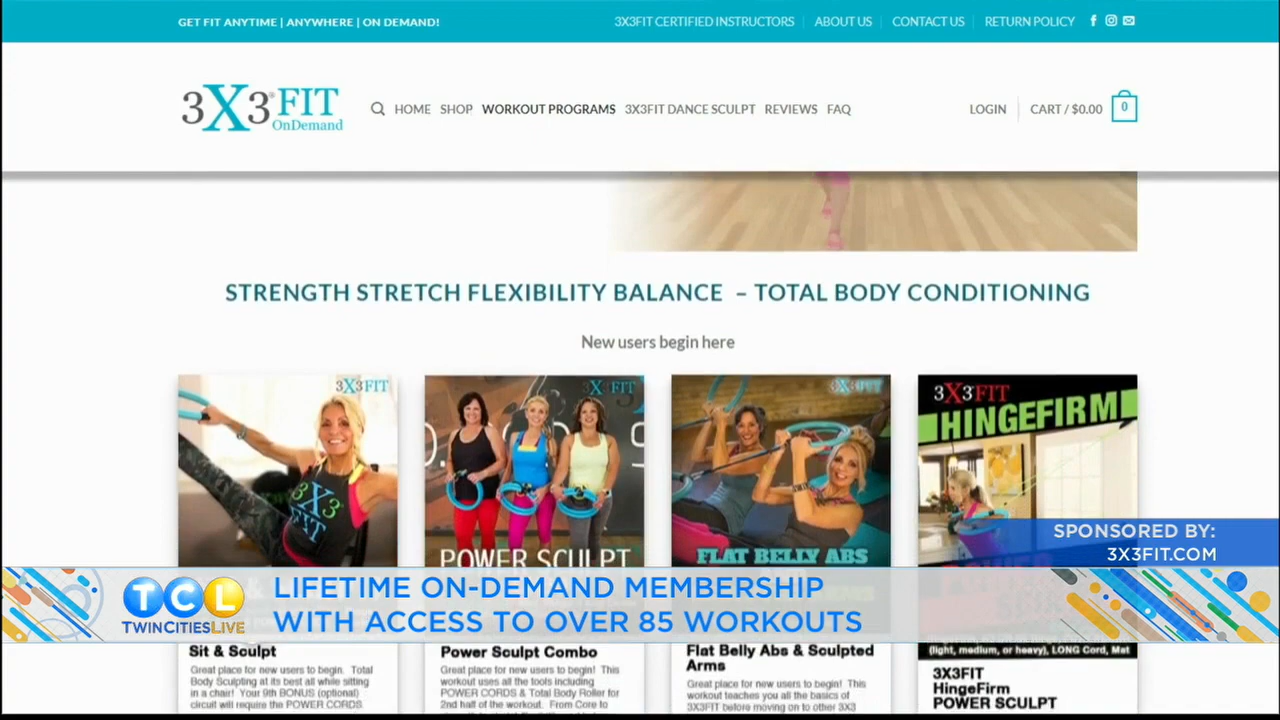 GET FIT ANYTIME | ANYWHERE | ON DEMAND!
3X3FIT CERTIFIED INSTRUCTORS
ABOUT US
CONTACT US
RETURN POLICY
3X3® FIT
OnDemand
HOME
SHOP
WORKOUT PROGRAMS
3X3FIT DANCE SCULPT
REVIEWS
FAQ
LOGIN
CART / $0.00
0
STRENGTH STRETCH FLEXIBILITY BALANCE – TOTAL BODY CONDITIONING
New users begin here
3X3FIT
3X3
FIT
3X3FIT
POWER SCULPT
3X3FIT
FLAT BELLY ABS
3X3FIT
HINGEFIRM
SPONSORED BY:
3X3FIT.COM
TCL
TWINCITIESLIVE
LIFETIME ON-DEMAND MEMBERSHIP
WITH ACCESS TO OVER 85 WORKOUTS
(light, medium, or heavy), LONG Cord, Mat
Sit & Sculpt
Great place for new users to begin. Total
Body Sculpting at its best all while sitting
in a chair! Your 9th BONUS (optional)
circuit will require the POWER CORDS
Power Sculpt Combo
Great place for new users to begin! This
workout uses all the tools including
POWER CORDS & Total Body Roller for
2nd half of the workout. From Core to
Flat Belly Abs & Sculpted
Arms
Great place for new users to begin! This
workout teaches you all the basics of
3X3FIT before moving on to other 3X3
3X3FIT
HingeFirm
POWER SCULPT